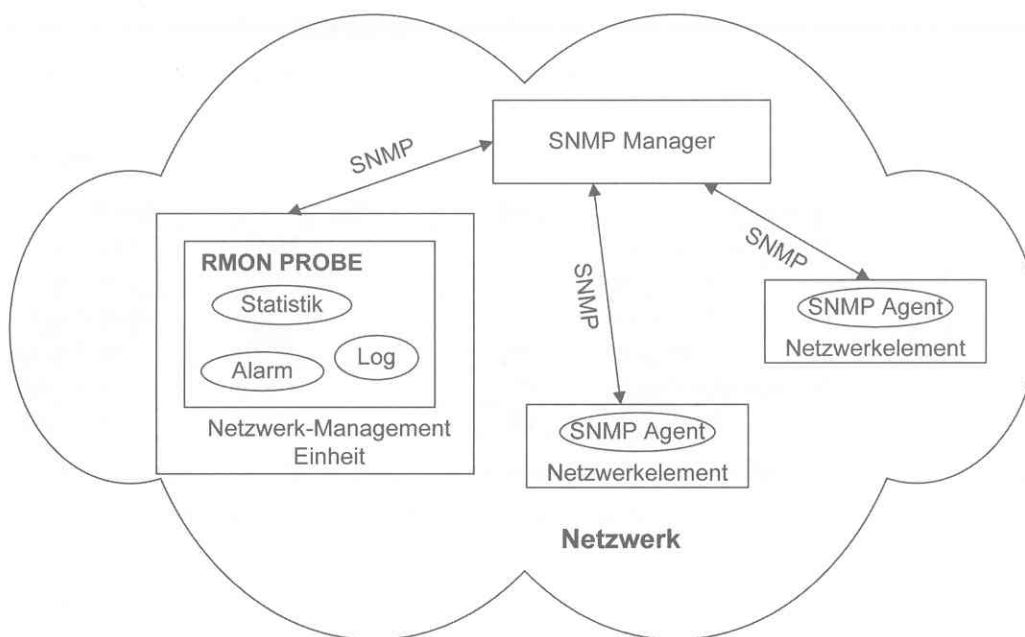 SNMP Manager
SNMP
SNMP
SNMP
RMON PROBE
Statistik
Log
Alarm
Netzwerk-Management
Einheit
SNMP Agent
Netzwerkelement
SNMP Agent
Netzwerkelement
Netzwerk